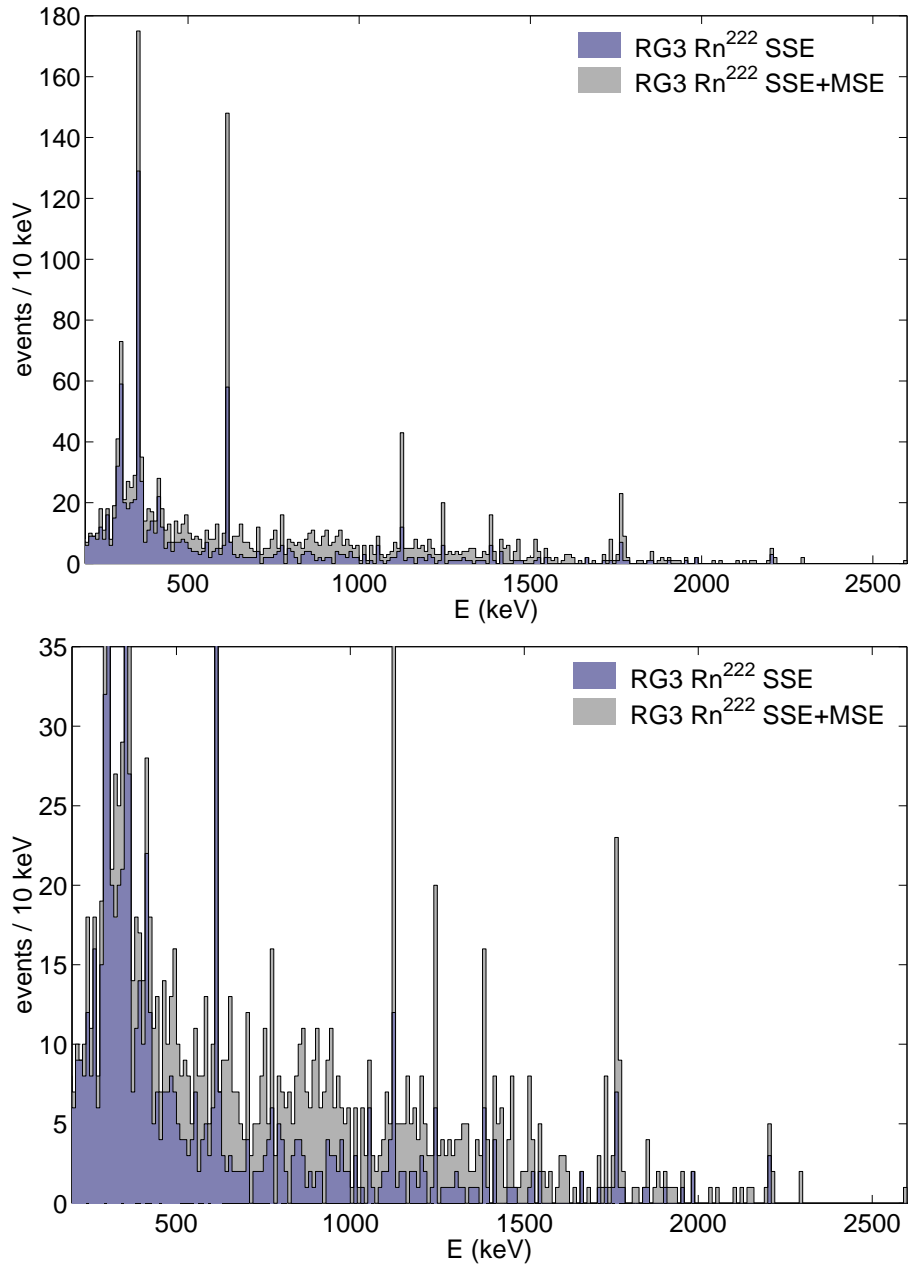 180
160
140
120
100
80
60
40
20
0
events / 10 keV
RG3 Rn222 SSE
RG3 Rn222 SSE+MSE
500 1000 1500 2000 2500
E (keV)
35
30
25
20
15
10
5
0
events / 10 keV
RG3 Rn222 SSE
RG3 Rn222 SSE+MSE
500 1000 1500 2000 2500
E (keV)